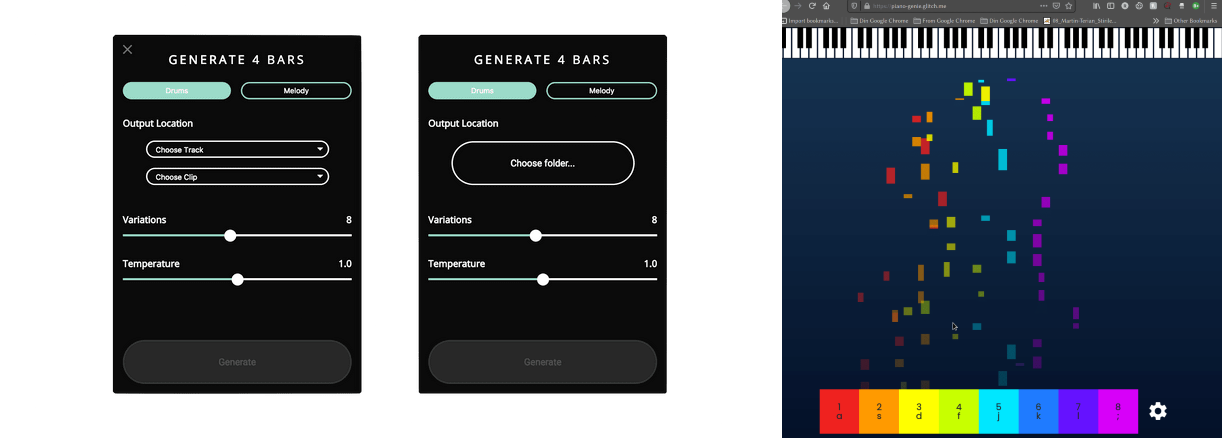 GENERATE 4 BARS
Drums
Melody
Output Location
Choose Track
Choose Clip
Variations 8
Temperature 1.0
Generate
GENERATE 4 BARS
Drums
Melody
Output Location
Choose folder...
Variations 8
Temperature 1.0
Generate
https://piano-genie.glitch.me
Import bookmarks... Din Google Chrome From Google Chrome Din Google Chrome Other Bookmarks
1 2 3 4 5 6 7 8
a s d f j k l ;